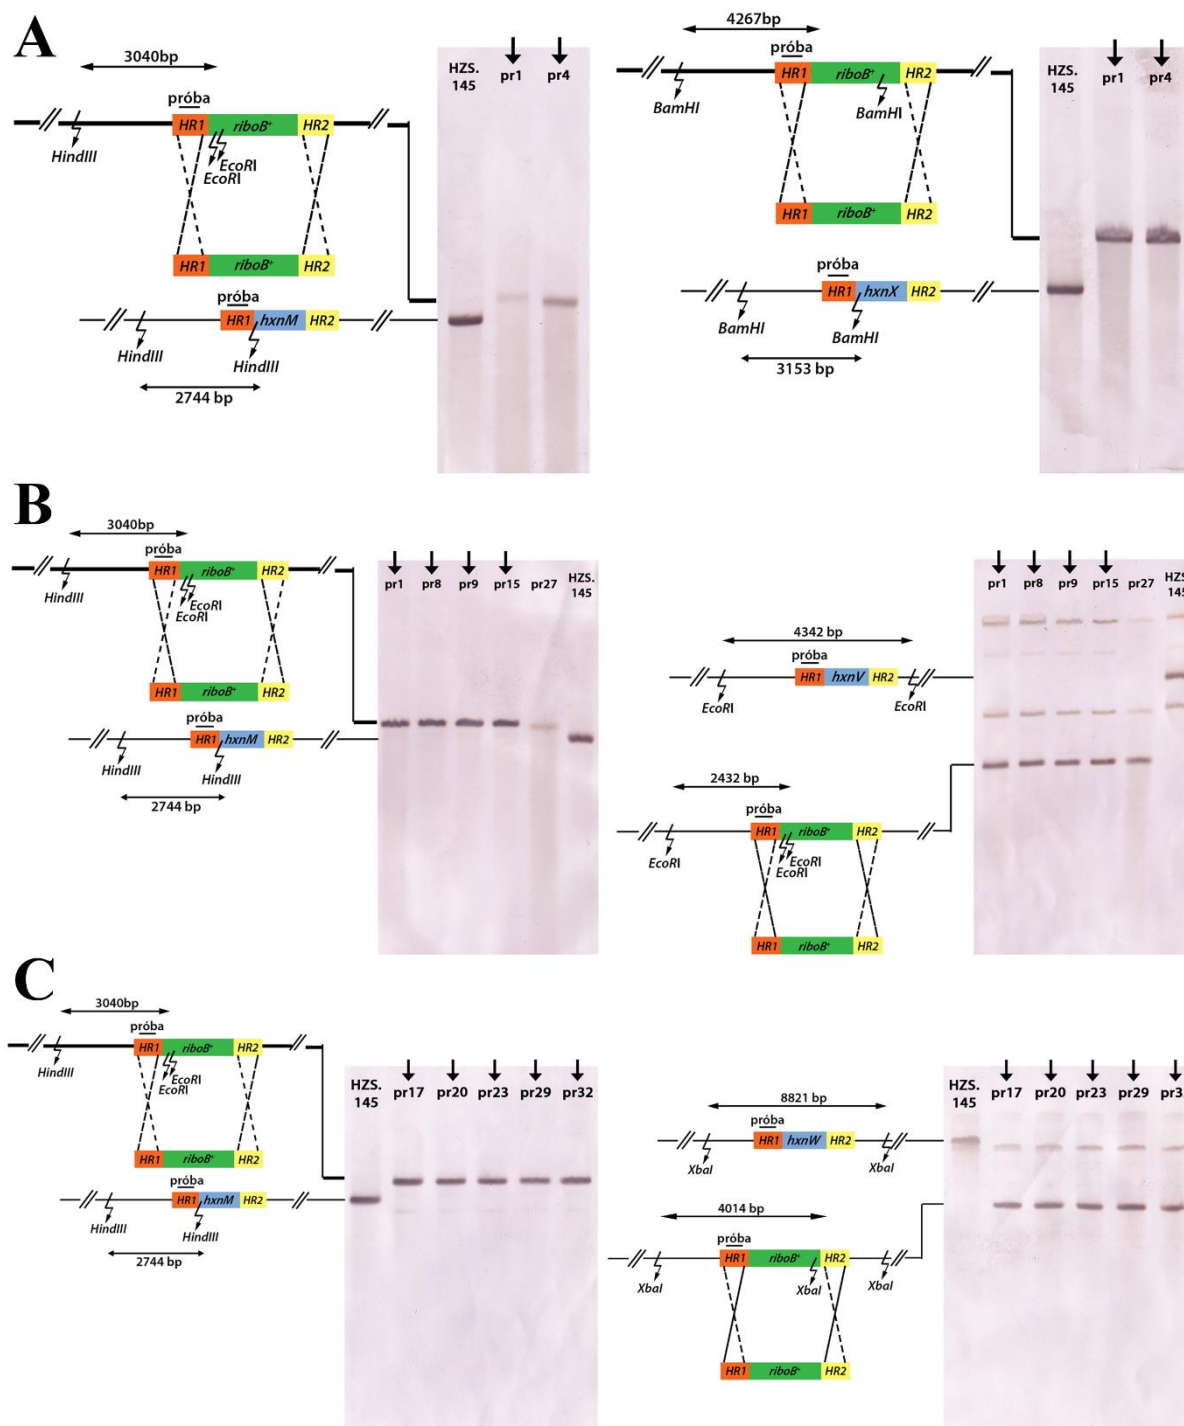 A
3040bp
próba
HR1 riboB+ HR2
HindIII
EcoRI
EcoRI
HR1 riboB+ HR2
próba
HR1 hxnM HR2
HindIII
HindIII
2744 bp
HZS.
145
pr1 pr4
4267bp
próba
HR1 riboB+ HR2
BamHI
BamHI
HR1 riboB+ HR2
próba
HR1 hxnX HR2
BamHI
BamHI
3153 bp
HZS.
145
pr1 pr4
B
3040bp
próba
HR1 riboB+ HR2
HindIII
EcoRI
EcoRI
HR1 riboB+ HR2
próba
HR1 hxnM HR2
HindIII
HindIII
2744 bp
pr1 pr8 pr9 pr15 pr27 HZS.
145
4342 bp
próba
HR1 hxnV HR2
EcoRI
EcoRI
2432 bp
próba
HR1 riboB+ HR2
EcoRI
EcoRI
EcoRI
HR1 riboB+ HR2
pr1 pr8 pr9 pr15 pr27 HZS.
145
C
3040bp
próba
HR1 riboB+ HR2
HindIII
EcoRI
EcoRI
HR1 riboB+ HR2
próba
HR1 hxnM HR2
HindIII
HindIII
2744 bp
HZS.
145
pr17 pr20 pr23 pr29 pr32
8821 bp
próba
HR1 hxnW HR2
XbaI
XbaI
4014 bp
próba
HR1 riboB+ HR2
XbaI
XbaI
XbaI
HR1 riboB+ HR2
HZS.
145
pr17 pr20 pr23 pr29